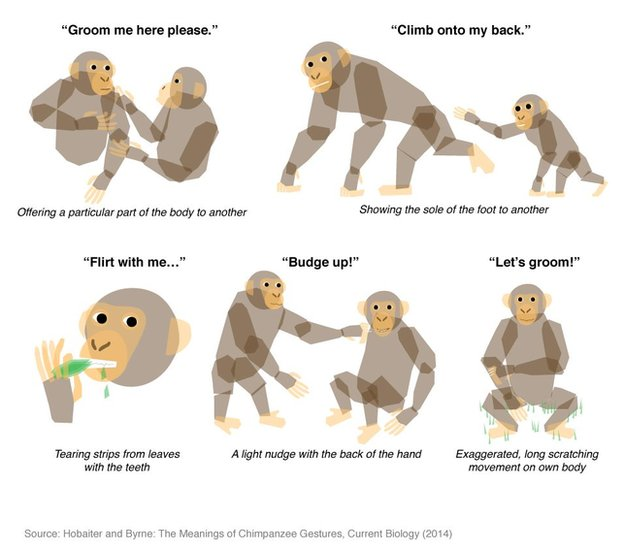 “Groom me here please.”
“Climb onto my back.”
Offering a particular part of the body to another
Showing the sole of the foot to another
“Flirt with me…”
“Budge up!”
“Let’s groom!”
Tearing strips from leaves
with the teeth
A light nudge with the back of the hand
Exaggerated, long scratching
movement on own body
Source: Hobaiter and Byrne: The Meanings of Chimpanzee Gestures, Current Biology (2014)